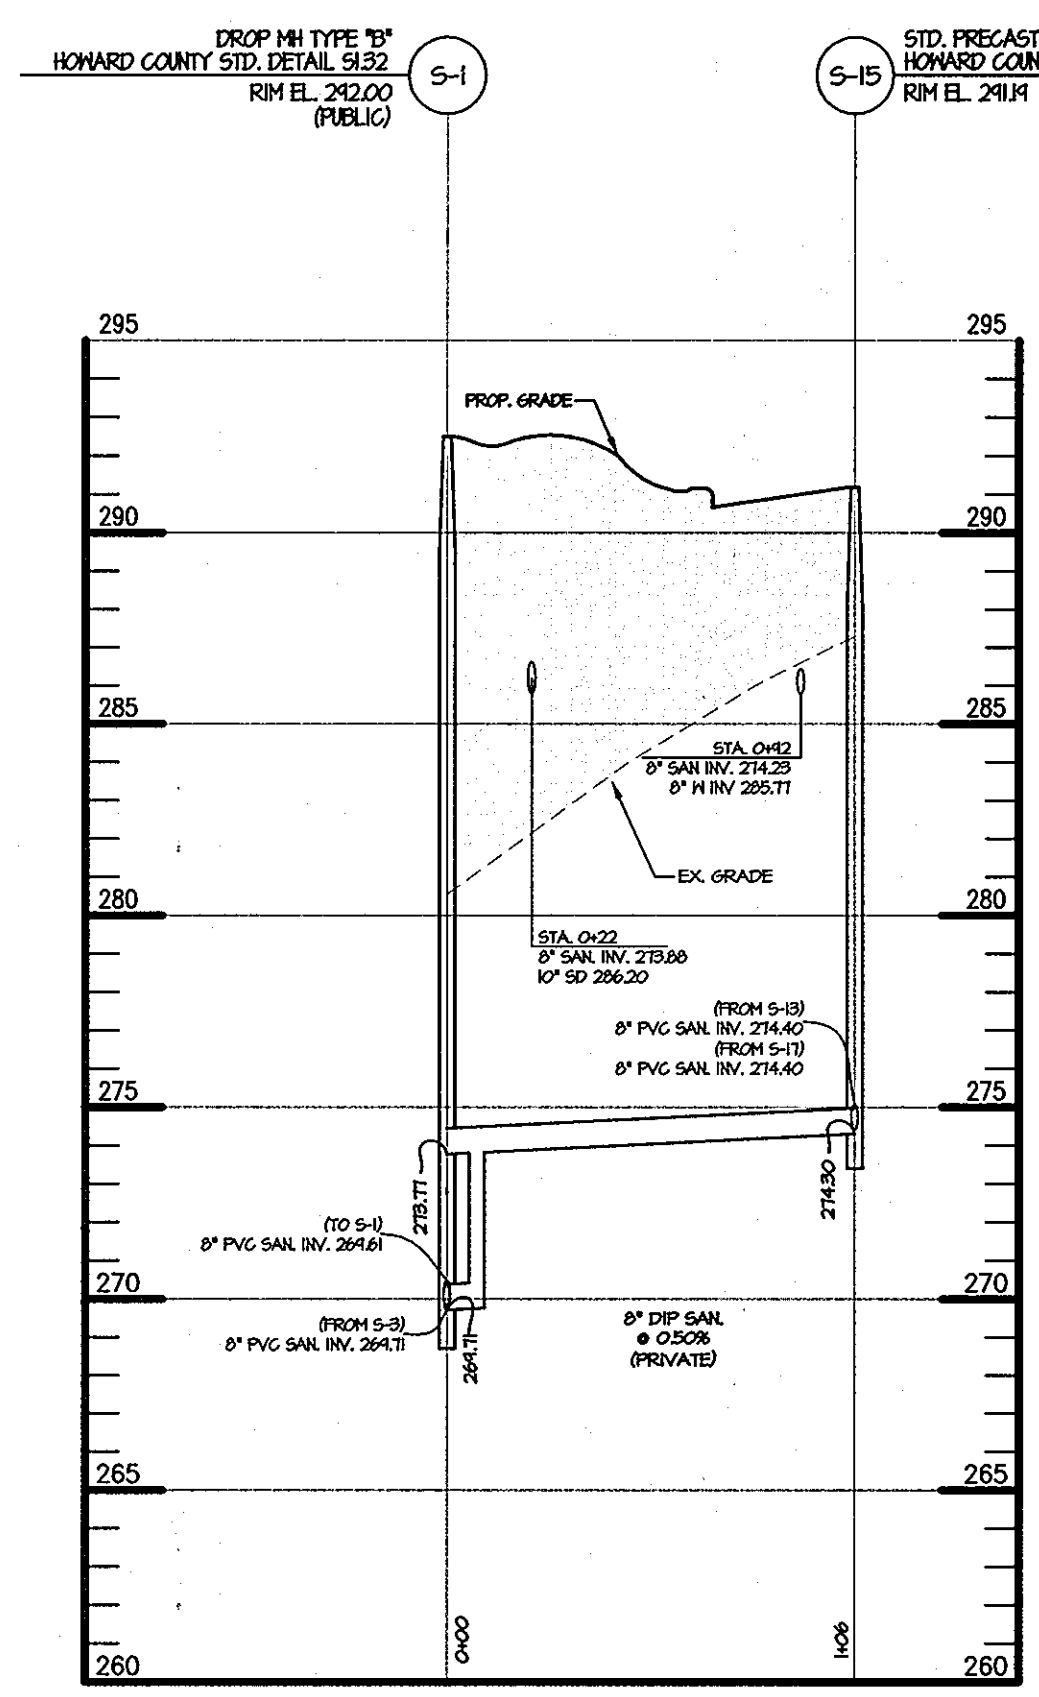 DROP MH TYPE "B"
HOWARD COUNTY STD. DETAIL S1.32
RIM EL. 292.00
(PUBLIC)
S-1
S-15
STD. PRECAST
HOWARD COUN
RIM EL. 291.19
295
295
PROP. GRADE
290
290
285
285
STA. 0+92
8" SAN INV. 274.23
8" W INV 285.77
EX. GRADE
280
280
STA. 0+22
8" SAN. INV. 273.88
10" SD 286.20
(FROM S-13)
8" PVC SAN. INV. 274.40
(FROM S-17)
8" PVC SAN. INV. 274.40
275
275
273.77
274.30
(TO S-1)
8" PVC SAN. INV. 269.61
270
270
(FROM S-3)
8" PVC SAN. INV. 269.71
269.71
8" DIP SAN.
@ 0.50%
(PRIVATE)
265
265
0+00
1+06
260
260